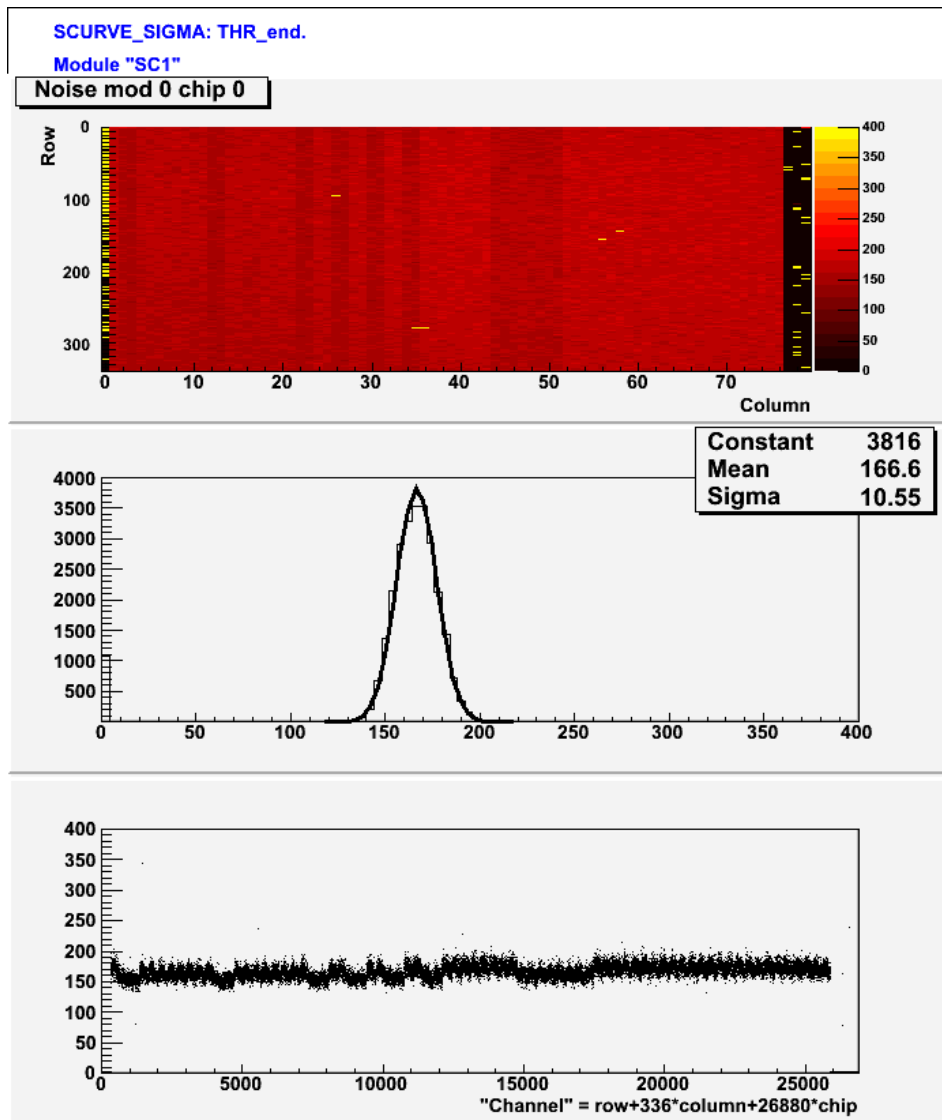 SCURVE_SIGMA: THR_end.
Module "SC1"
Noise mod 0 chip 0
Row
0
100
200
300
0 10 20 30 40 50 60 70
Column
400
350
300
250
200
150
100
50
0
Constant 3816
Mean 166.6
Sigma 10.55
4000
3500
3000
2500
2000
1500
1000
500
0 50 100 150 200 250 300 350 400
400
350
300
250
200
150
100
50
0
0 5000 10000 15000 20000 25000
"Channel" = row+336*column+26880*chip